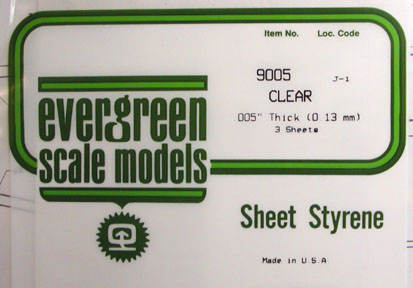 Item No. Loc. Code
9005 J-1
CLEAR
.005" Thick (0 13 mm)
3 Sheets
evergreen
scale models
Sheet Styrene
Made in U.S.A